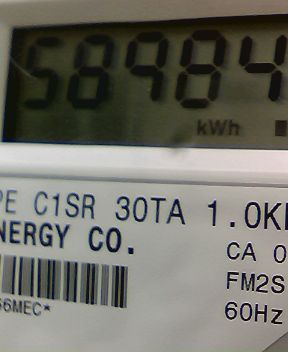 58984
kWh
PE C1SR 30TA 1.0K
NERGY CO.
CA 0
FM2S
6MEC*
60Hz